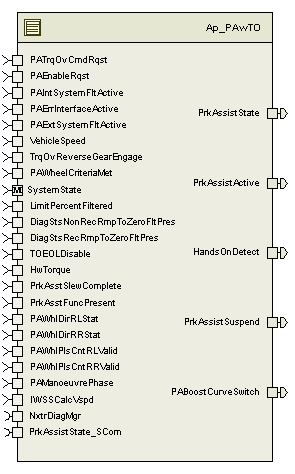 Ap_PAwTO
PATrqOvCmdRqst
PAEnableRqst
PAIntSystemFltActive
PAErrInterfaceActive
PAExtSystemFltActive
VehicleSpeed
TrqOvReverseGearEngage
PAWheelCriteriaMet
M SystemState
LimitPercentFiltered
DiagStsNonRecRmpToZeroFltPres
DiagStsRecRmpToZeroFltPres
TOEOLDisable
HwTorque
PrkAsstSlewComplete
PrkAsstFuncPresent
PAWhlDirRLStat
PAWhlDirRRStat
PAWhlPlsCntRLValid
PAWhlPlsCntRRValid
PAManoeuvrePhase
IWSSCalcVspd
NxtrDiagMgr
PrkAssistState_SCom
PrkAssistState
PrkAssistActive
HandsOnDetect
PrkAssistSuspend
PABoostCurveSwitch